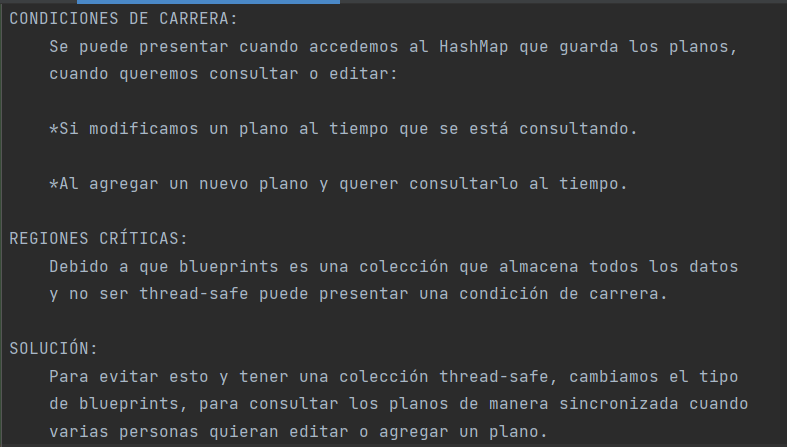 CONDICIONES DE CARRERA:
Se puede presentar cuando accedemos al HashMap que guarda los planos,
cuando queremos consultar o editar:
*Si modificamos un plano al tiempo que se está consultando.
*Al agregar un nuevo plano y querer consultarlo al tiempo.
REGIONES CRÍTICAS:
Debido a que blueprints es una colección que almacena todos los datos
y no ser thread-safe puede presentar una condición de carrera.
SOLUCIÓN:
Para evitar esto y tener una colección thread-safe, cambiamos el tipo
de blueprints, para consultar los planos de manera sincronizada cuando
varias personas quieran editar o agregar un plano.